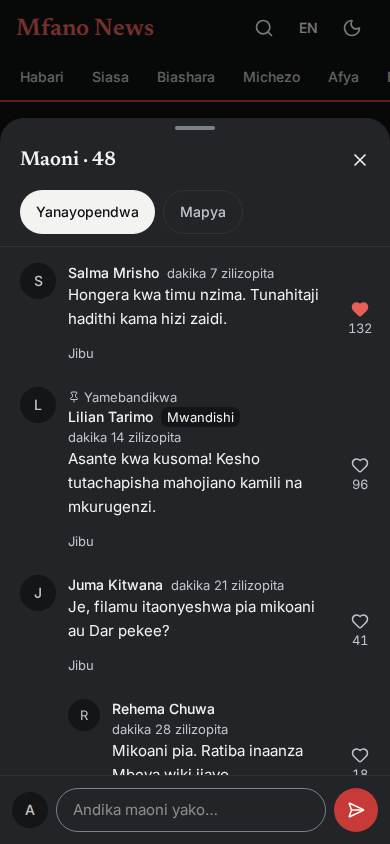 Mfano News
EN
Habari Siasa Biashara Michezo Afya
Maoni · 48
Yanayopendwa Mapya
S
Salma Mrisho dakika 7 zilizopita
Hongera kwa timu nzima. Tunahitaji
hadithi kama hizi zaidi.
132
Jibu
Yamebandikwa
L
Lilian Tarimo Mwandishi
dakika 14 zilizopita
Asante kwa kusoma! Kesho
tutachapisha mahojiano kamili na
mkurugenzi.
96
Jibu
J
Juma Kitwana dakika 21 zilizopita
Je, filamu itaonyeshwa pia mikoani
au Dar pekee?
41
Jibu
R
Rehema Chuwa
dakika 28 zilizopita
Mikoani pia. Ratiba inaanza
Mbeya wiki ijayo.
18
A
Andika maoni yako...